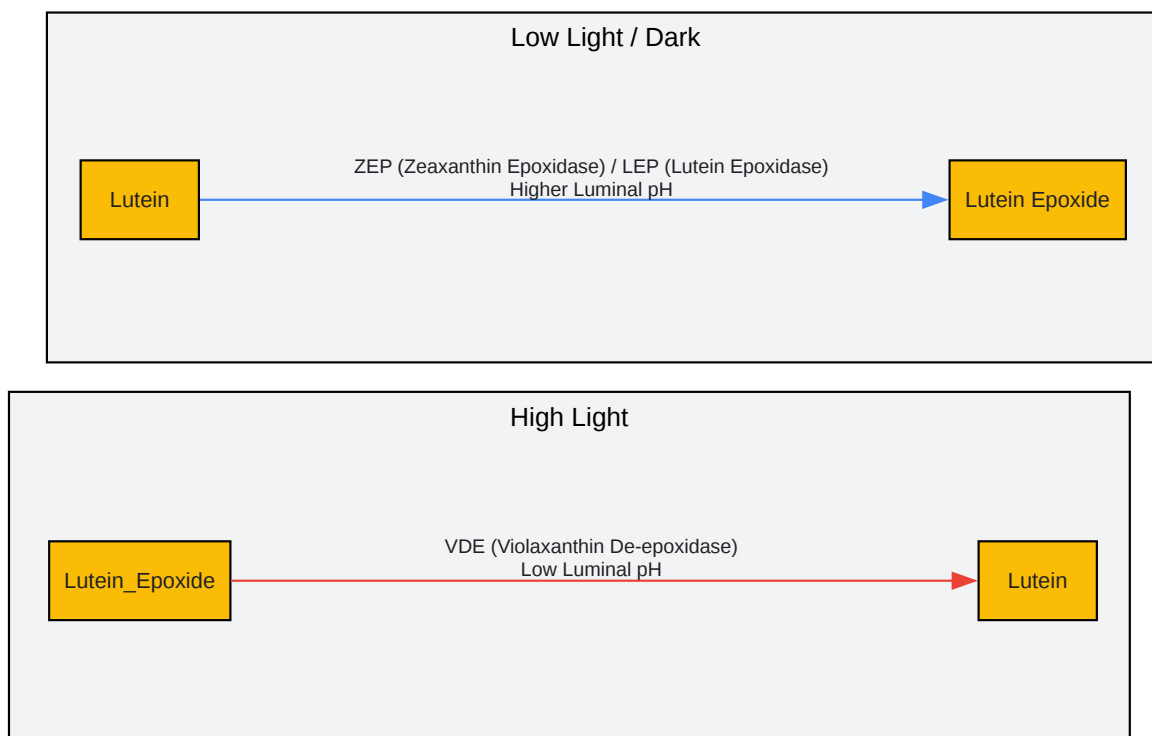 Low Light / Dark
ZEP (Zeaxanthin Epoxidase) / LEP (Lutein Epoxidase)
Higher Luminal pH
Lutein
Lutein Epoxide
High Light
VDE (Violaxanthin De-epoxidase)
Low Luminal pH
Lutein_Epoxide
Lutein